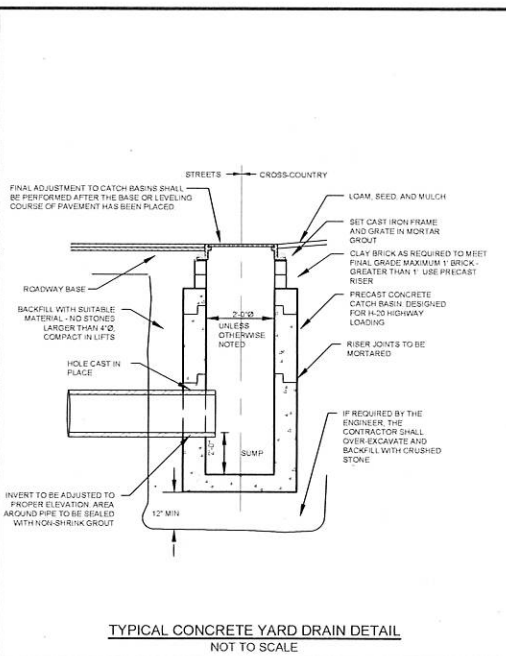 STREETS
CROSS-COUNTRY
FINAL ADJUSTMENT TO CATCH BASINS SHALL
BE PERFORMED AFTER THE BASE OR LEVELING
COURSE OF PAVEMENT HAS BEEN PLACED
LOAM, SEED, AND MULCH
SET CAST IRON FRAME
AND GRATE IN MORTAR
GROUT
CLAY BRICK AS REQUIRED TO MEET
FINAL GRADE MAXIMUM 1' BRICK -
GREATER THAN 1' USE PRECAST
RISER
ROADWAY BASE
BACKFILL WITH SUITABLE
MATERIAL - NO STONES
LARGER THAN 4"Ø,
COMPACT IN LIFTS
2'-0"Ø
UNLESS
OTHERWISE
NOTED
PRECAST CONCRETE
CATCH BASIN DESIGNED
FOR H-20 HIGHWAY
LOADING
RISER JOINTS TO BE
MORTARED
HOLE CAST IN
PLACE
IF REQUIRED BY THE
ENGINEER, THE
CONTRACTOR SHALL
OVER-EXCAVATE AND
BACKFILL WITH CRUSHED
STONE
SUMP
INVERT TO BE ADJUSTED TO
PROPER ELEVATION. AREA
AROUND PIPE TO BE SEALED
WITH NON-SHRINK GROUT
12" MIN
TYPICAL CONCRETE YARD DRAIN DETAIL
NOT TO SCALE